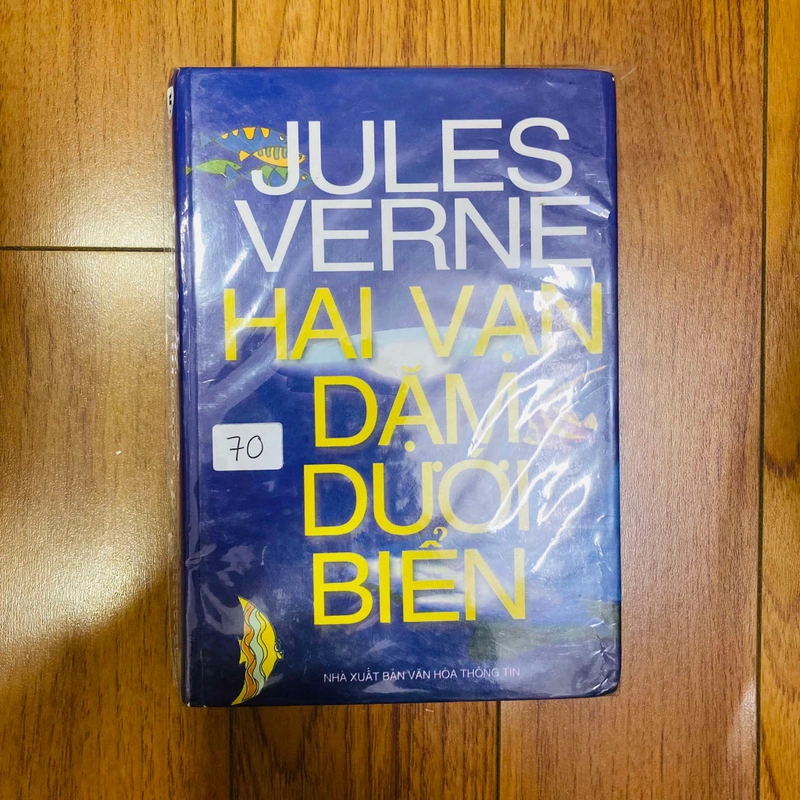 JULES
VERNE
HAI VẠN
DẶM
DƯỚI
BIỂN
70
NHÀ XUẤT BẢN VĂN HÓA THÔNG TIN